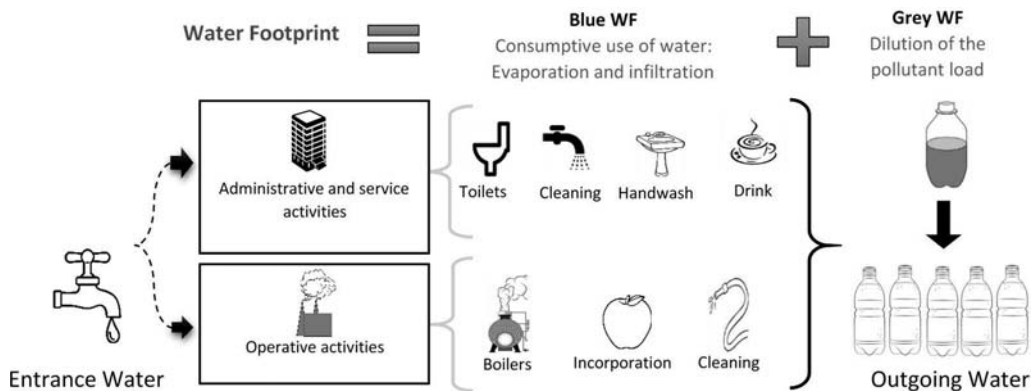 Water Footprint
Blue WF
Consumptive use of water:
Evaporation and infiltration
Grey WF
Dilution of the
pollutant load
Administrative and service
activities
Toilets
Cleaning
Handwash
Drink
Operative activities
Boilers
Incorporation
Cleaning
Entrance Water
Outgoing Water